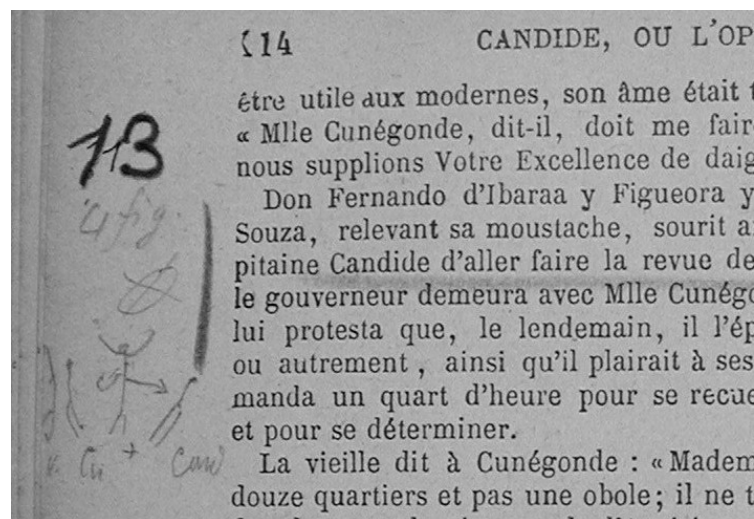 114 CANDIDE, OU L'OP
être utile aux modernes, son âme était t
« Mlle Cunégonde, dit-il, doit me fair
nous supplions Votre Excellence de daig
Don Fernando d'Ibaraa y Figueora y
Souza, relevant sa moustache, sourit a
pitaine Candide d'aller faire la revue de
le gouverneur demeura avec Mlle Cunégo
lui protesta que, le lendemain, il l'ép
ou autrement, ainsi qu'il plairait à ses
manda un quart d'heure pour se recue
et pour se déterminer.
La vieille dit à Cunégonde : « Madem
douze quartiers et pas une obole; il ne t
113
4 fig.
v. Cu + Cand